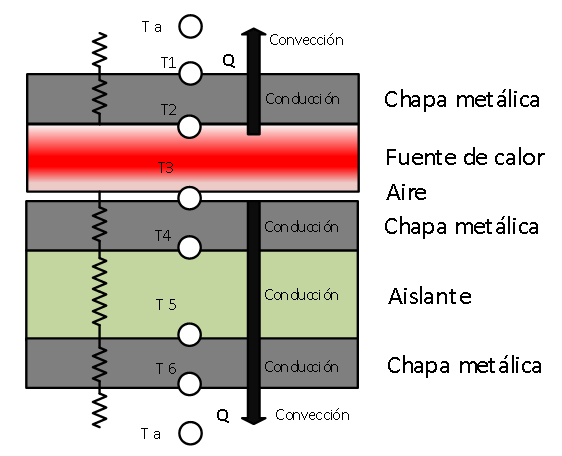 T a
Convección
T1
Q
T2
Conducción
Chapa metálica
Fuente de calor
T3
Aire
Conducción
Chapa metálica
T4
T 5
Conducción
Aislante
T 6
Conducción
Chapa metálica
Q
Convección
T a